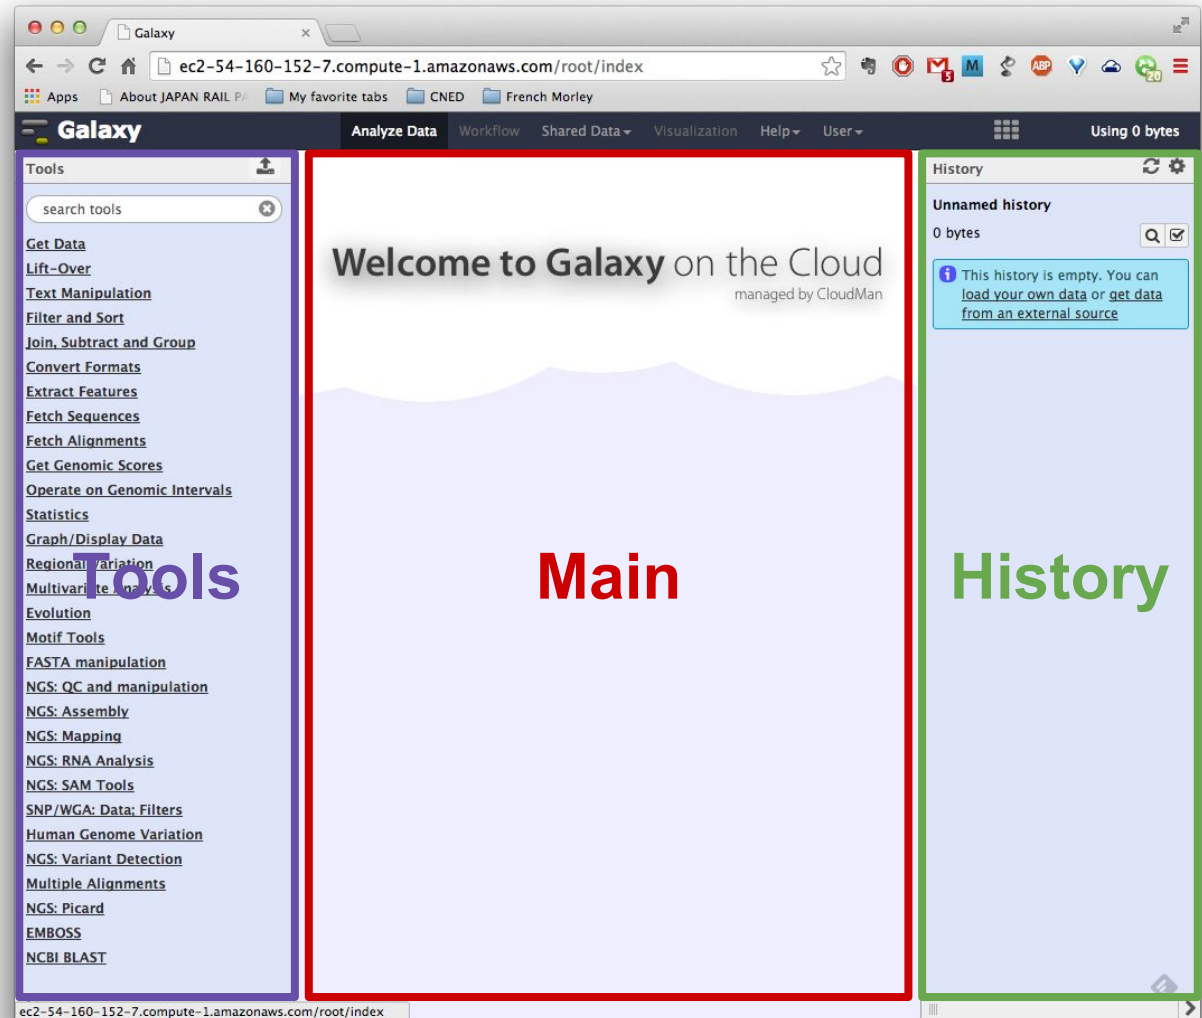 Galaxy
ec2-54-160-152-7.compute-1.amazonaws.com/root/index
5
M
ABP
20
Apps
About JAPAN RAIL PA
My favorite tabs
CNED
French Morley
Galaxy
Analyze Data
Workflow
Shared Data
Visualization
Help
User
Using 0 bytes
Tools
search tools
Get Data
Lift-Over
Text Manipulation
Filter and Sort
Join, Subtract and Group
Convert Formats
Extract Features
Fetch Sequences
Fetch Alignments
Get Genomic Scores
Operate on Genomic Intervals
Statistics
Graph/Display Data
Regional Variation
Multivariate Analysis
Evolution
Motif Tools
FASTA manipulation
NGS: QC and manipulation
NGS: Assembly
NGS: Mapping
NGS: RNA Analysis
NGS: SAM Tools
SNP/WGA: Data; Filters
Human Genome Variation
NGS: Variant Detection
Multiple Alignments
NGS: Picard
EMBOSS
NCBI BLAST
Tools
Welcome to Galaxy on the Cloud
managed by CloudMan
Main
History
Unnamed history
0 bytes
This history is empty. You can
load your own data or get data
from an external source
History
ec2-54-160-152-7.compute-1.amazonaws.com/root/index